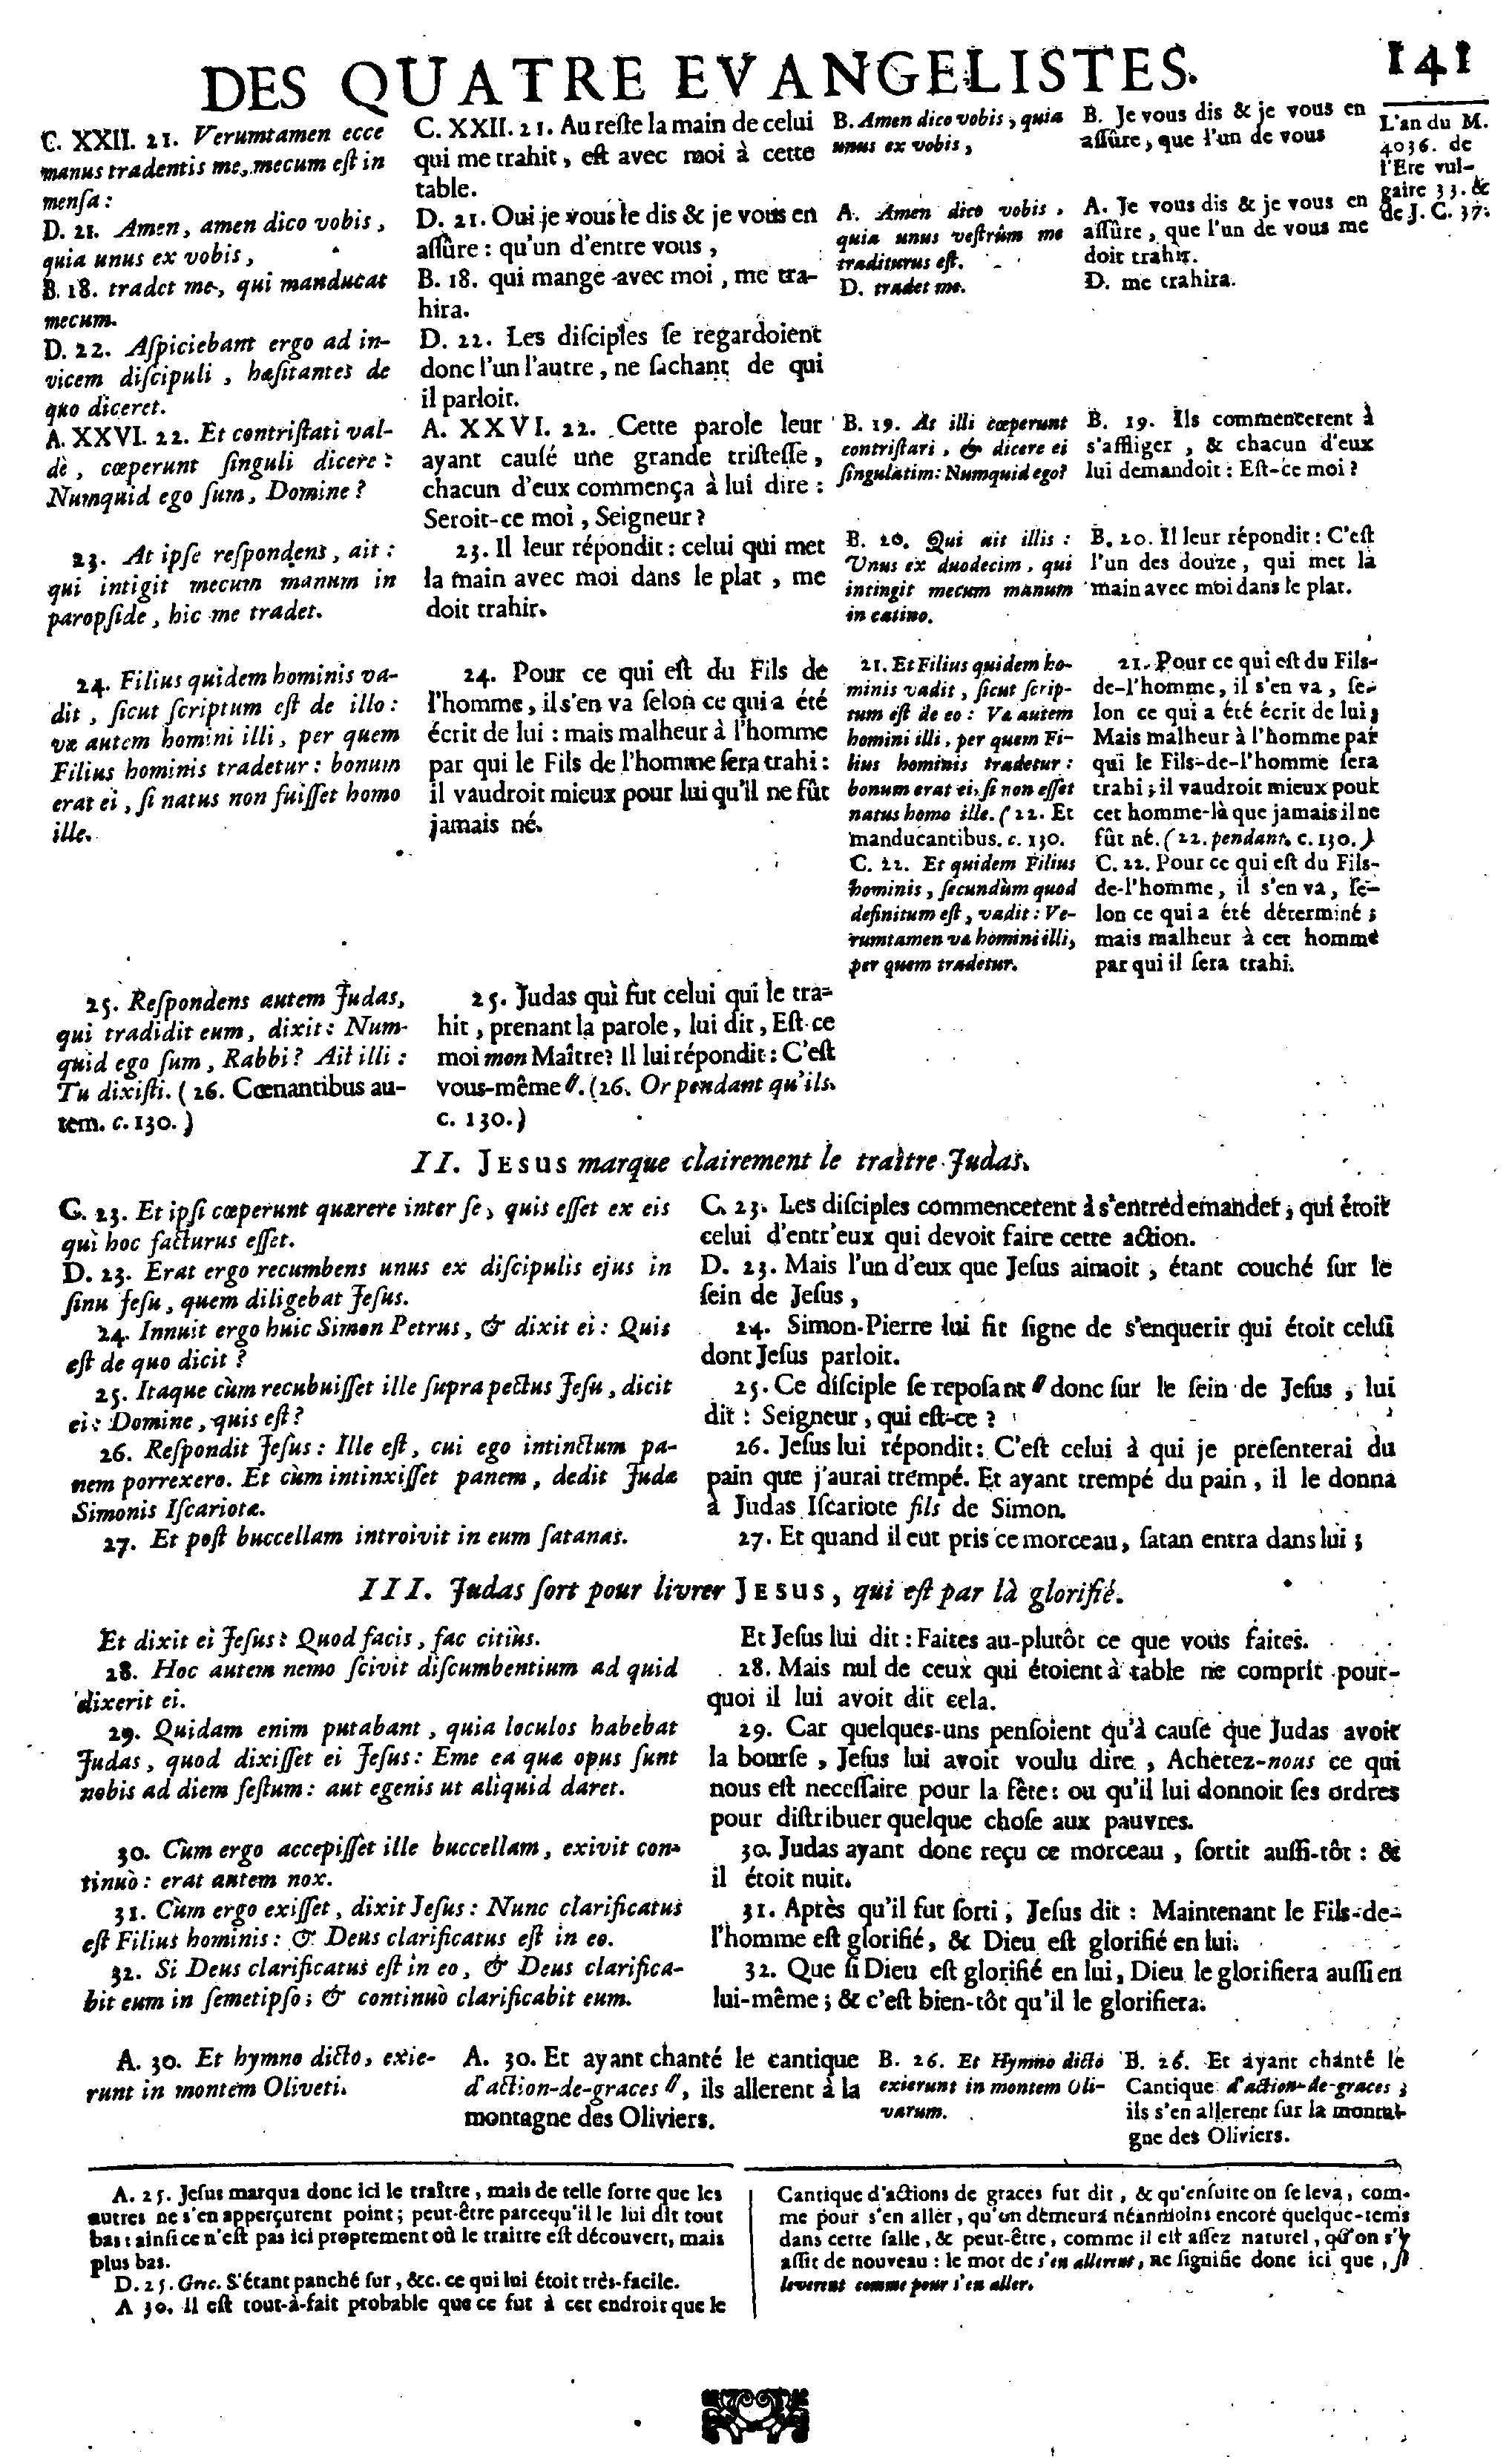 DES QUATRE EVANGELISTES.
141
L'an du M.
4036. de
l'Ere vul-
gaire 33. &
de J. C. 37.
C. XXII. 21. Verumtamen ecce
manus tradentis me, mecum eſt in
menſa:
D. 21. Amen, amen dico vobis,
quia unus ex vobis,
B. 18. tradet me, qui manducat
mecum.
D. 22. Aſpiciebant ergo ad in-
vicem diſcipuli, hæſitantes de
quo diceret.
A. XXVI. 22. Et contriſtati val-
dè, cœperunt ſinguli dicere:
Numquid ego ſum, Domine?
23. At ipſe reſpondens, ait:
qui intigit mecum manum in
paropſide, hic me tradet.
24. Filius quidem hominis va-
dit, ſicut ſcriptum eſt de illo:
væ autem homini illi, per quem
Filius hominis tradetur: bonum
erat ei, ſi natus non fuiſſet homo
ille.
25. Reſpondens autem Judas,
qui tradidit eum, dixit: Num-
quid ego ſum, Rabbi? Ait illi:
Tu dixiſti. (26. Cœnantibus au-
tem. c. 130.)
C. XXII. 21. Au reſte la main de celui
qui me trahit, eſt avec moi à cette
table.
D. 21. Oui je vous le dis & je vous en
aſſûre: qu'un d'entre vous,
B. 18. qui mange avec moi, me tra-
hira.
D. 22. Les diſciples ſe regardoient
donc l'un l'autre, ne ſachant de qui
il parloit.
A. XXVI. 22. Cette parole leur
ayant cauſé une grande triſteſſe,
chacun d'eux commença à lui dire:
Seroit-ce moi, Seigneur?
23. Il leur répondit: celui qui met
la main avec moi dans le plat, me
doit trahir.
24. Pour ce qui eſt du Fils de
l'homme, il s'en va ſelon ce qui a été
écrit de lui: mais malheur à l'homme
par qui le Fils de l'homme ſera trahi:
il vaudroit mieux pour lui qu'il ne fût
jamais né.
25. Judas qui fut celui qui le tra-
hit, prenant la parole, lui dit, Eſt-ce
moi mon Maître? Il lui répondit: C'eſt
vous-même //. (26. Or pendant qu'ils.
c. 130.)
B. Amen dico vobis, quia
unus ex vobis,
A. Amen dico vobis,
quia unus veſtrûm me
traditurus eſt.
D. tradet me.
B. 19. At illi cœperunt
contriſtari, & dicere ei
ſingulatim: Numquid ego?
B. 20. Qui ait illis:
Unus ex duodecim, qui
intingit mecum manum
in catino.
21. Et Filius quidem ho-
minis vadit, ſicut ſcrip-
tum eſt de eo: Væ autem
homini illi, per quem Fi-
lius hominis tradetur:
bonum erat ei, ſi non eſſet
natus homo ille. (22. Et
manducantibus. c. 130.
C. 22. Et quidem Filius
hominis, ſecundùm quod
definitum eſt, vadit: Ve-
rumtamen væ homini illi,
per quem tradetur.
B. Je vous dis & je vous en
aſſûre, que l'un de vous
A. Je vous dis & je vous en
aſſûre, que l'un de vous me
doit trahir.
D. me trahira.
B. 19. Ils commencerent à
s'affliger, & chacun d'eux
lui demandoit: Eſt-ce moi?
B. 20. Il leur répondit: C'eſt
l'un des douze, qui met la
main avec moi dans le plat.
21. Pour ce qui eſt du Fils-
de-l'homme, il s'en va, ſe-
lon ce qui a été écrit de lui;
Mais malheur à l'homme par
qui le Fils-de-l'homme ſera
trahi; il vaudroit mieux pour
cet homme-là que jamais il ne
fût né. (22. pendant. c. 130.)
C. 22. Pour ce qui eſt du Fils-
de-l'homme, il s'en va, ſe-
lon ce qui a été déterminé;
mais malheur à cet homme
par qui il ſera trahi.
II. JESUS marque clairement le traître Judas.
C. 23. Et ipſi cœperunt quærere inter ſe, quis eſſet ex eis
qui hoc facturus eſſet.
D. 23. Erat ergo recumbens unus ex diſcipulis ejus in
ſinu Jeſu, quem diligebat Jeſus.
24. Innuit ergo huic Simon Petrus, & dixit ei: Quis
eſt de quo dicit?
25. Itaque cùm recubuiſſet ille ſupra pectus Jeſu, dicit
ei: Domine, quis eſt?
26. Reſpondit Jeſus: Ille eſt, cui ego intinctum pa-
nem porrexero. Et cùm intinxiſſet panem, dedit Judæ
Simonis Iſcariotæ.
27. Et poſt buccellam introivit in eum ſatanas.
C. 23. Les diſciples commencerent à s'entredemander, qui étoit
celui d'entr'eux qui devoit faire cette action.
D. 23. Mais l'un d'eux que Jeſus aimoit, étant couché ſur le
ſein de Jeſus,
24. Simon-Pierre lui fit ſigne de s'enquerir qui étoit celui
dont Jeſus parloit.
25. Ce diſciple ſe repoſant // donc ſur le ſein de Jeſus, lui
dit: Seigneur, qui eſt-ce?
26. Jeſus lui répondit: C'eſt celui à qui je preſenterai du
pain que j'aurai trempé. Et ayant trempé du pain, il le donna
à Judas Iſcariote fils de Simon.
27. Et quand il eut pris ce morceau, ſatan entra dans lui;
III. Judas ſort pour livrer JESUS, qui eſt par là glorifié.
Et dixit ei Jeſus: Quod facis, fac citiùs.
28. Hoc autem nemo ſcivit diſcumbentium ad quid
dixerit ei.
29. Quidam enim putabant, quia loculos habebat
Judas, quod dixiſſet ei Jeſus: Eme ea quæ opus ſunt
nobis ad diem feſtum: aut egenis ut aliquid daret.
30. Cùm ergo accepiſſet ille buccellam, exivit con-
tinuò: erat autem nox.
31. Cùm ergo exiſſet, dixit Jeſus: Nunc clarificatus
eſt Filius hominis: & Deus clarificatus eſt in eo.
32. Si Deus clarificatus eſt in eo, & Deus clarifica-
bit eum in ſemetipſo; & continuò clarificabit eum.
Et Jeſus lui dit: Faites au-plutôt ce que vous faites.
28. Mais nul de ceux qui étoient à table ne comprit pour-
quoi il lui avoit dit cela.
29. Car quelques-uns penſoient qu'à cauſe que Judas avoit
la bourſe, Jeſus lui avoit voulu dire, Achetez-nous ce qui
nous eſt neceſſaire pour la fête: ou qu'il lui donnoit ſes ordres
pour diſtribuer quelque choſe aux pauvres.
30. Judas ayant donc reçu ce morceau, ſortit auſſi-tôt: &
il étoit nuit.
31. Après qu'il fut ſorti, Jeſus dit: Maintenant le Fils-de-
l'homme eſt glorifié, & Dieu eſt glorifié en lui.
32. Que ſi Dieu eſt glorifié en lui, Dieu le glorifiera auſſi en
lui-même; & c'eſt bien-tôt qu'il le glorifiera.
A. 30. Et hymno dicto, exie-
runt in montem Oliveti.
A. 30. Et ayant chanté le cantique
d'action-de-graces //, ils allerent à la
montagne des Oliviers.
B. 26. Et Hymno dicto
exierunt in montem Oli-
varum.
B. 26. Et ayant chanté le
Cantique d'action-de-graces;
ils s'en allerent ſur la monta-
gne des Oliviers.
A. 25. Jeſus marqua donc ici le traître, mais de telle ſorte que les
autres ne s'en apperçurent point; peut-être parcequ'il le lui dit tout
bas: ainſi ce n'eſt pas ici proprement où le traitre eſt découvert, mais
plus bas.
D. 25. Grec. S'étant panché ſur, &c. ce qui lui étoit très-facile.
A 30. Il eſt tout-à-fait probable que ce fut à cet endroit que le
Cantique d'actions de graces fut dit, & qu'enſuite on ſe leva, com-
me pour s'en aller, qu'on demeura néanmoins encore quelque-tems
dans cette ſalle, & peut-être, comme il eſt aſſez naturel, qu'on s'y
aſſit de nouveau: le mot de s'en allerent, ne ſignifie donc ici que, ſe
leverent comme pour s'en aller.